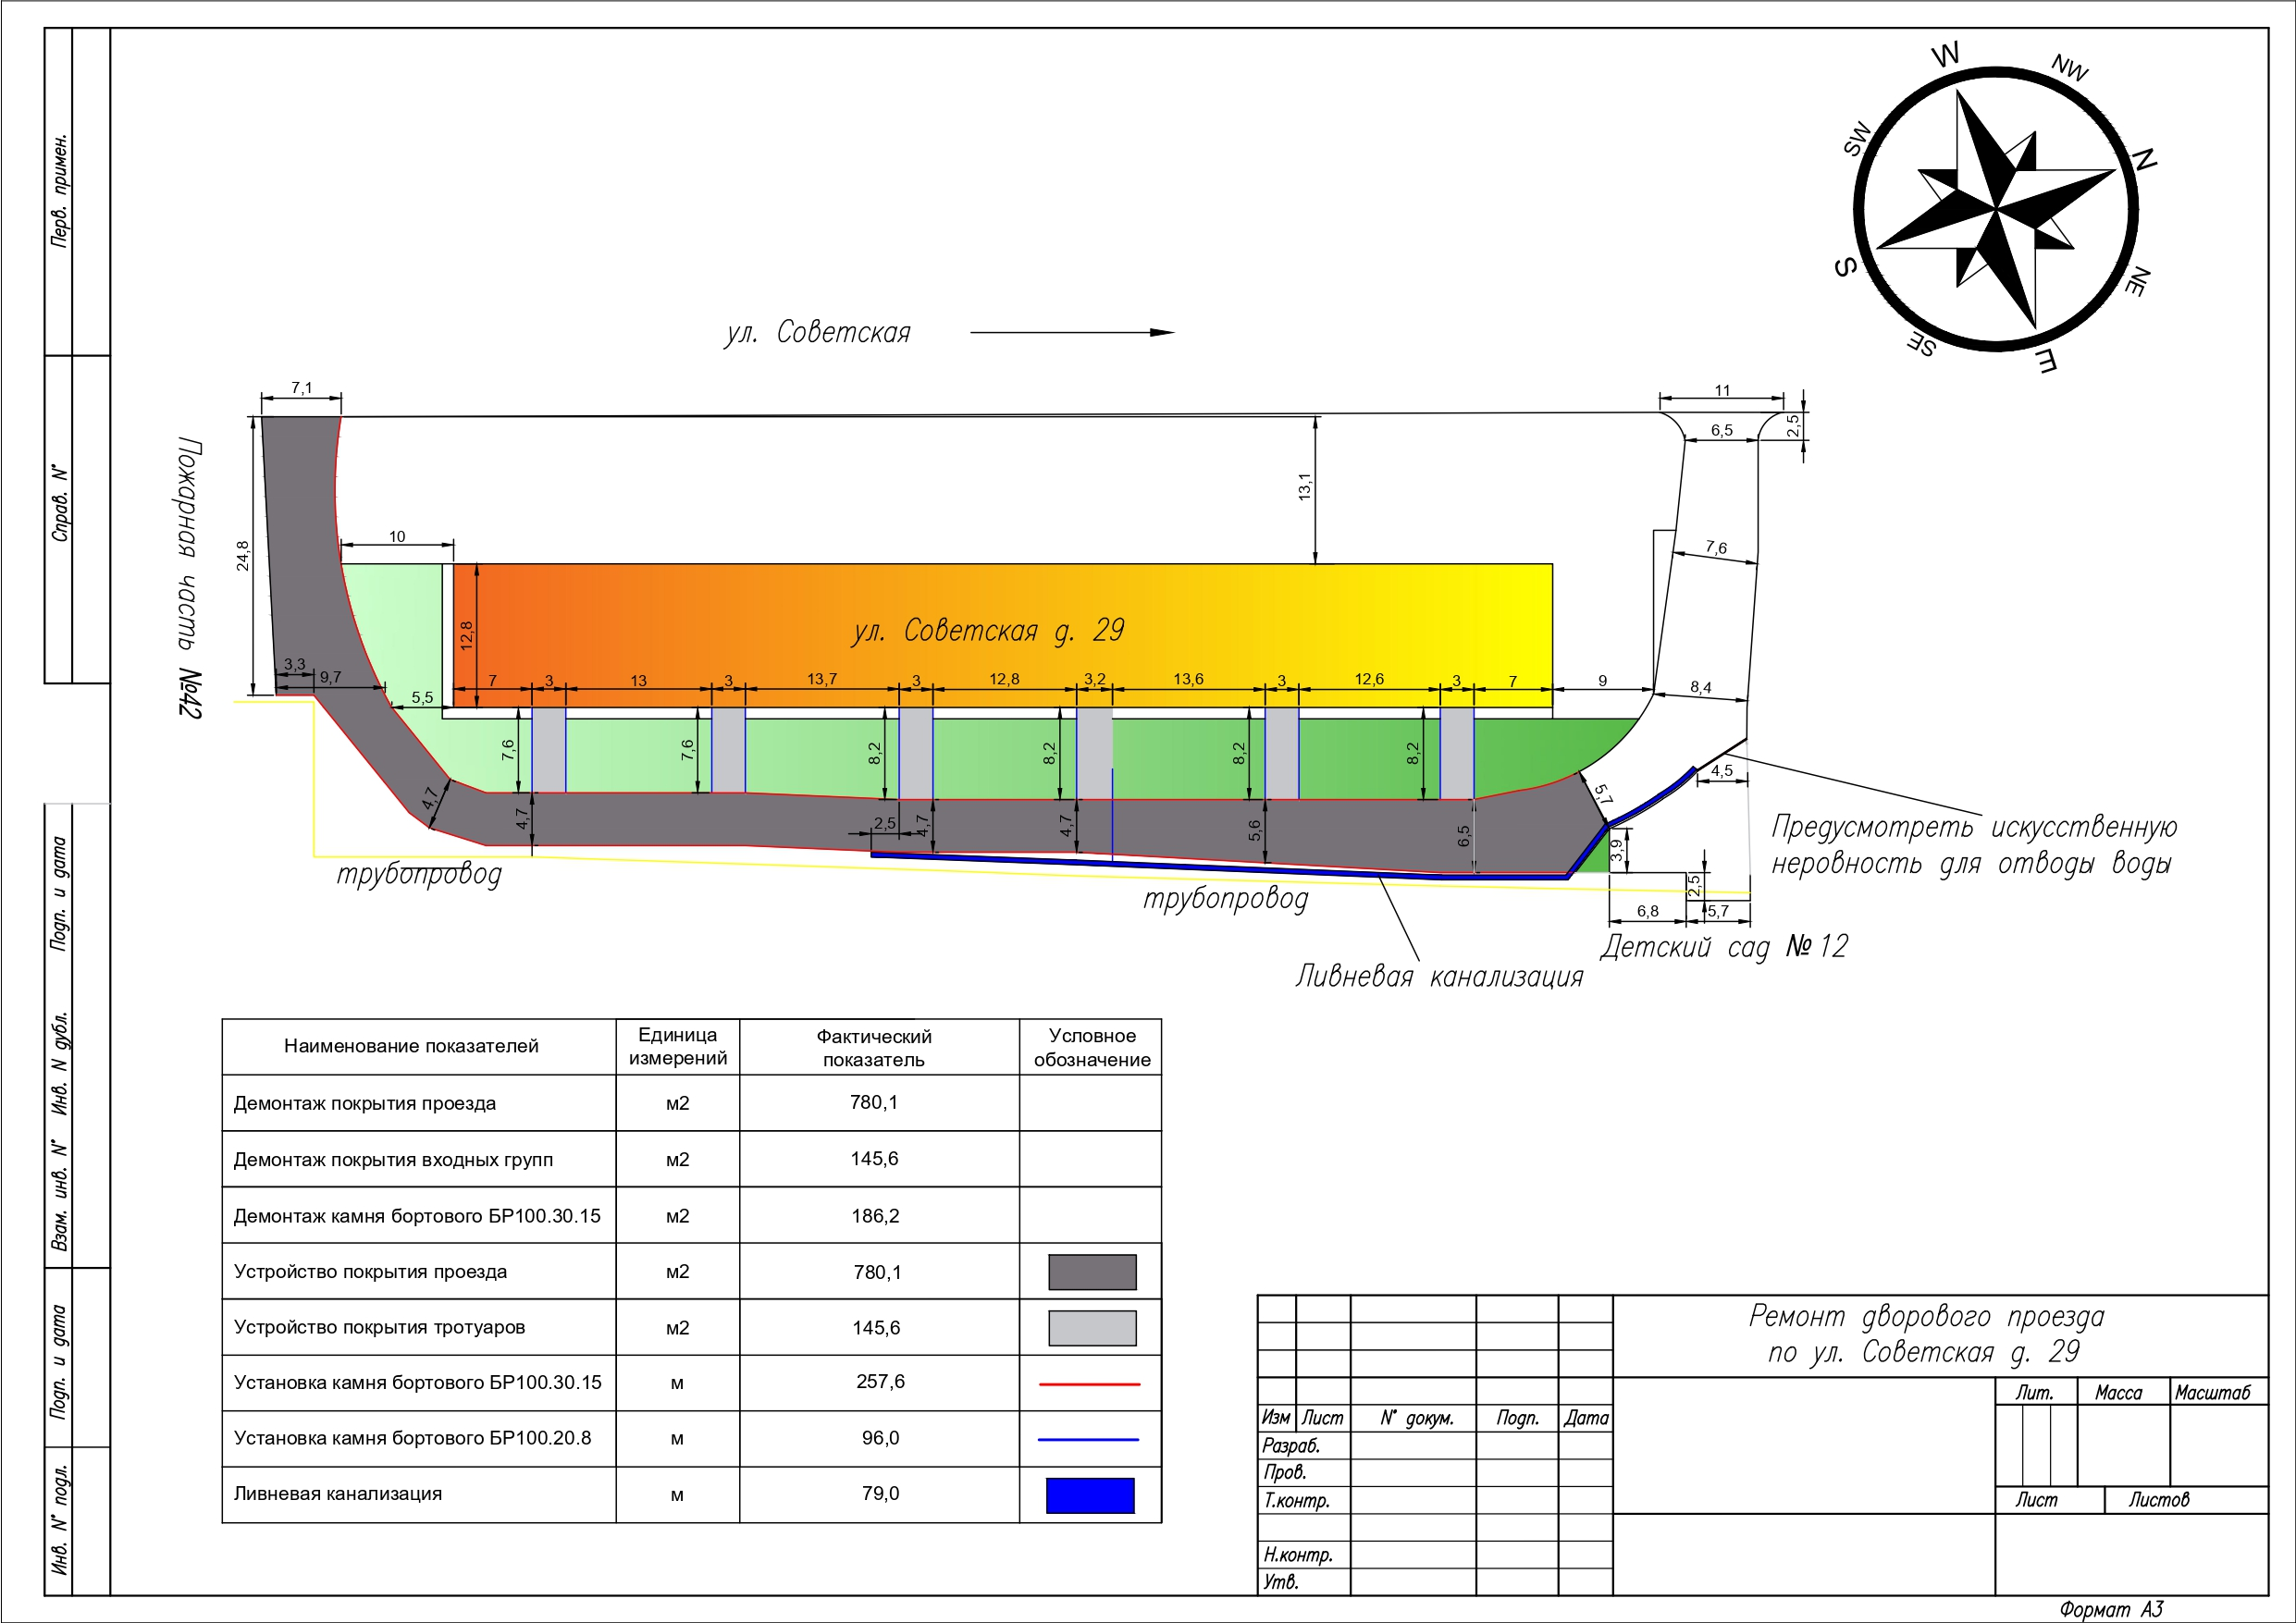 W
NW
N
NE
E
SE
S
SW
ул. Советская
7,1
11
6,5
2,5
13,1
24,8
Пожарная часть №42
10
7,6
12,8
ул. Советская д. 29
3,3
9,7
5,5
7
3
13
3
13,7
3
12,8
3,2
13,6
3
12,6
3
7
9
8,4
7,6
7,6
8,2
8,2
8,2
8,2
4,7
4,7
2,5
4,7
4,7
5,6
6,5
5,7
4,5
3,9
2,5
6,8
5,7
Предусмотреть искусственную
неровность для отводы воды
трубопровод
трубопровод
Детский сад № 12
Ливневая канализация
Наименование показателей
Единица
измерений
Фактический
показатель
Условное
обозначение
Демонтаж покрытия проезда м2 780,1
Демонтаж покрытия входных групп м2 145,6
Демонтаж камня бортового БР100.30.15 м2 186,2
Устройство покрытия проезда м2 780,1
Устройство покрытия тротуаров м2 145,6
Установка камня бортового БР100.30.15 м 257,6
Установка камня бортового БР100.20.8 м 96,0
Ливневая канализация м 79,0
Перв. примен.
Справ. N°
Подп. и дата
Инв. N дубл.
Взам. инв. N°
Подп. и дата
Инв. N° подл.
Ремонт дворового проезда
по ул. Советская д. 29
Лит. Масса Масштаб
Изм Лист N° докум. Подп. Дата
Разраб.
Пров.
Т.контр.
Лист Листов
Н.контр.
Утв.
Формат А3